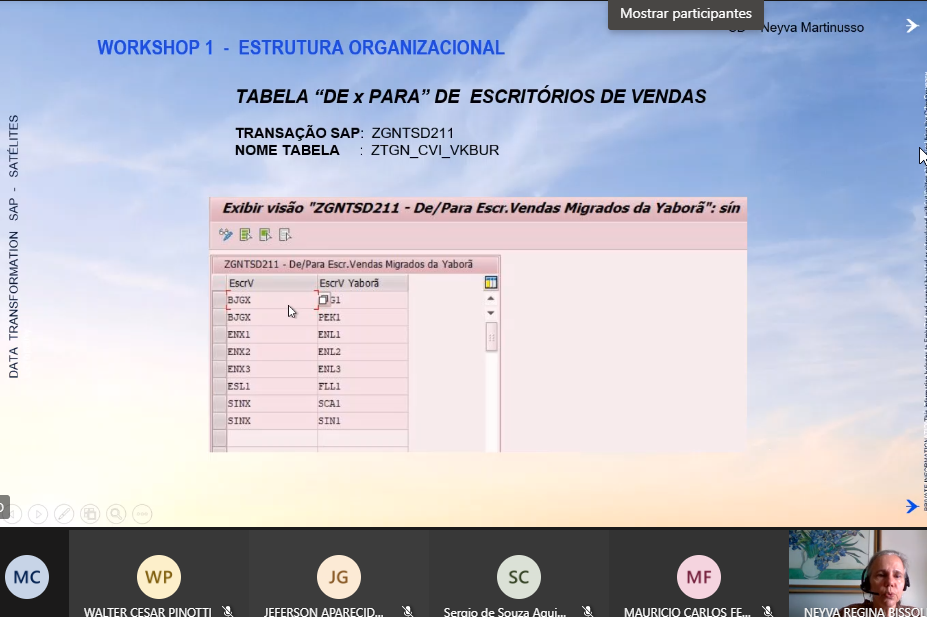 Mostrar participantes
Neyva Martinusso
WORKSHOP 1 - ESTRUTURA ORGANIZACIONAL
TABELA “DE x PARA” DE ESCRITÓRIOS DE VENDAS
TRANSAÇÃO SAP: ZGNTSD211
NOME TABELA : ZTGN_CVI_VKBUR
DATA TRANSFORMATION SAP - SATÉLITES
Exibir visão "ZGNTSD211 - De/Para Escr.Vendas Migrados da Yaborã": sín
ZGNTSD211 - De/Para Escr.Vendas Migrados da Yaborã
EscrV EscrV Yaborã
BJGX G1
BJGX PEK1
ENX1 ENL1
ENX2 ENL2
ENX3 ENL3
ESL1 FLL1
SINX SCA1
SINX SIN1
MC
WP
WALTER CESAR PINOTTI
JG
JEFERSON APARECID...
SC
Sergio de Souza Aqui...
MF
MAURICIO CARLOS FE...
NEYVA REGINA BISSOL